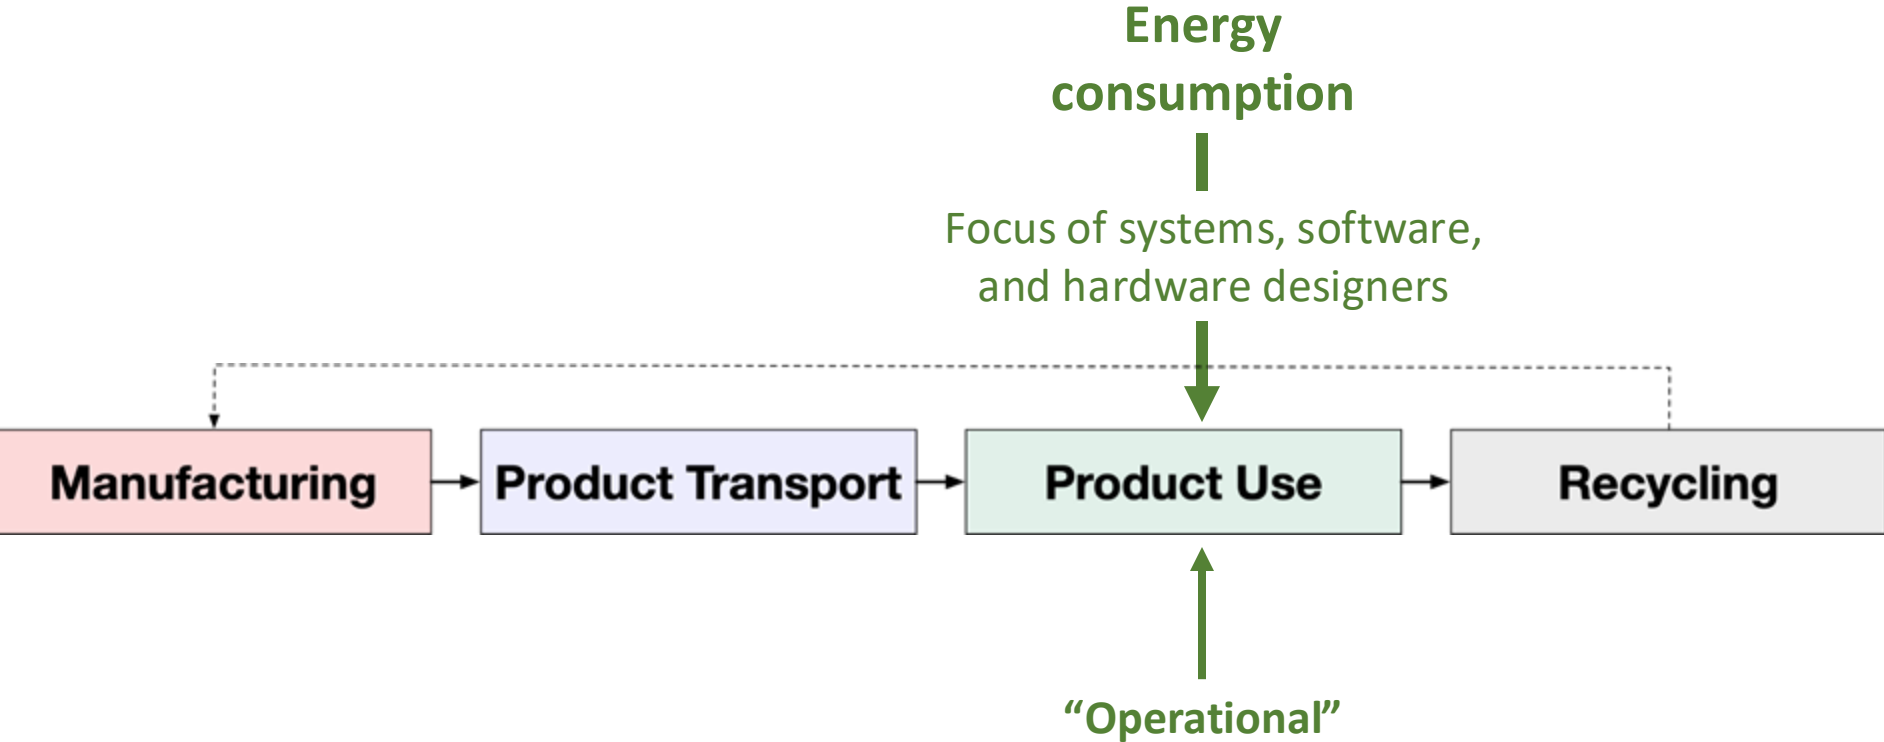 Energy
consumption
Focus of systems, software,
and hardware designers
Manufacturing
Product Transport
Product Use
Recycling
“Operational”